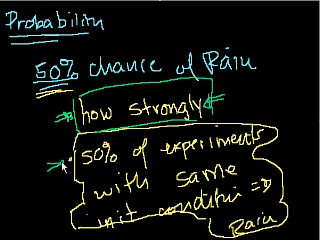 Probability
50% chance of Rain
how strongly
50% of experiments
with same
init condition =>
Rain